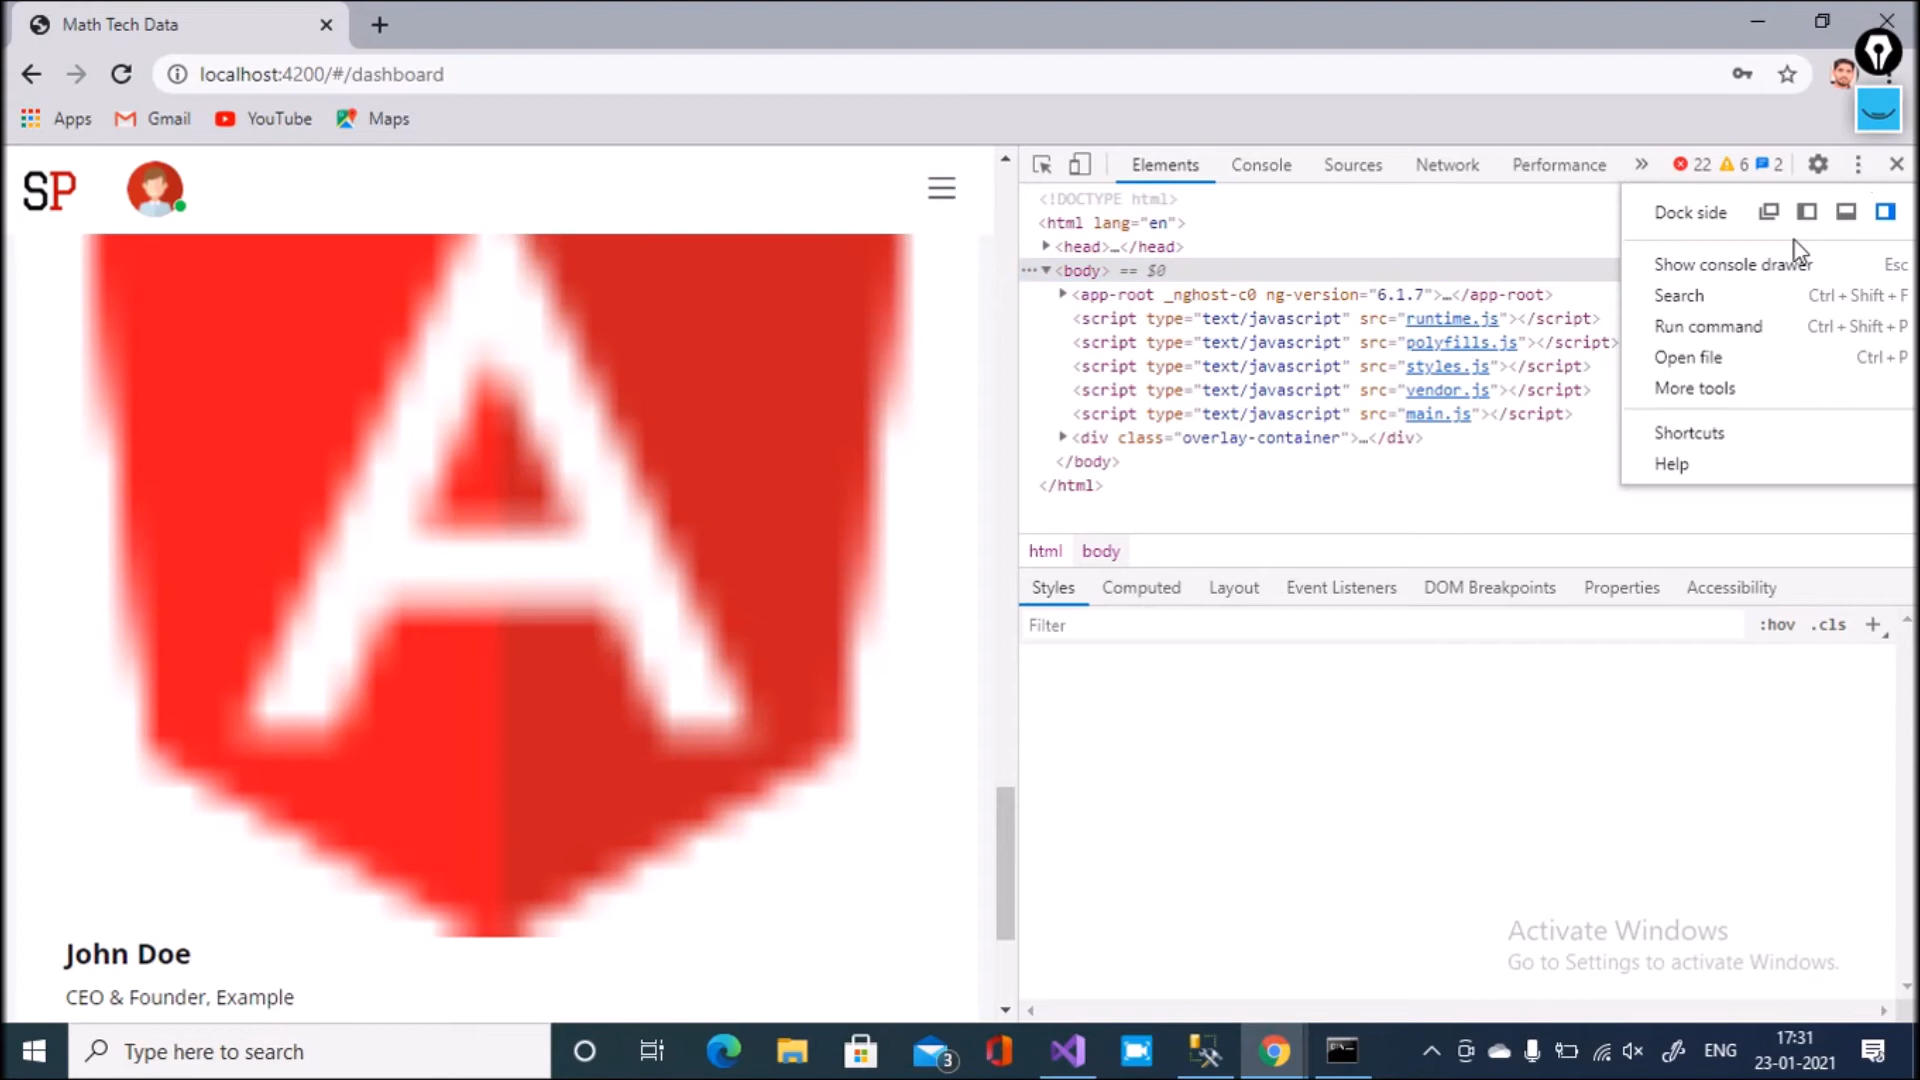 Math Tech Data
localhost:4200/#/dashboard
Apps Gmail YouTube Maps
SP
John Doe
CEO & Founder, Example
Elements Console Sources Network Performance » 22 6 2
<!DOCTYPE html>
<html lang="en">
<head>…</head>
<body> == $0
<app-root _nghost-c0 ng-version="6.1.7">…</app-root>
<script type="text/javascript" src="runtime.js"></script>
<script type="text/javascript" src="polyfills.js"></script>
<script type="text/javascript" src="styles.js"></script>
<script type="text/javascript" src="vendor.js"></script>
<script type="text/javascript" src="main.js"></script>
<div class="overlay-container">…</div>
</body>
</html>
Dock side
Show console drawer Esc
Search Ctrl + Shift + F
Run command Ctrl + Shift + P
Open file Ctrl + P
More tools
Shortcuts
Help
html body
Styles Computed Layout Event Listeners DOM Breakpoints Properties Accessibility
Filter :hov .cls +
Activate Windows
Go to Settings to activate Windows.
Type here to search
3
ENG
17:31
23-01-2021